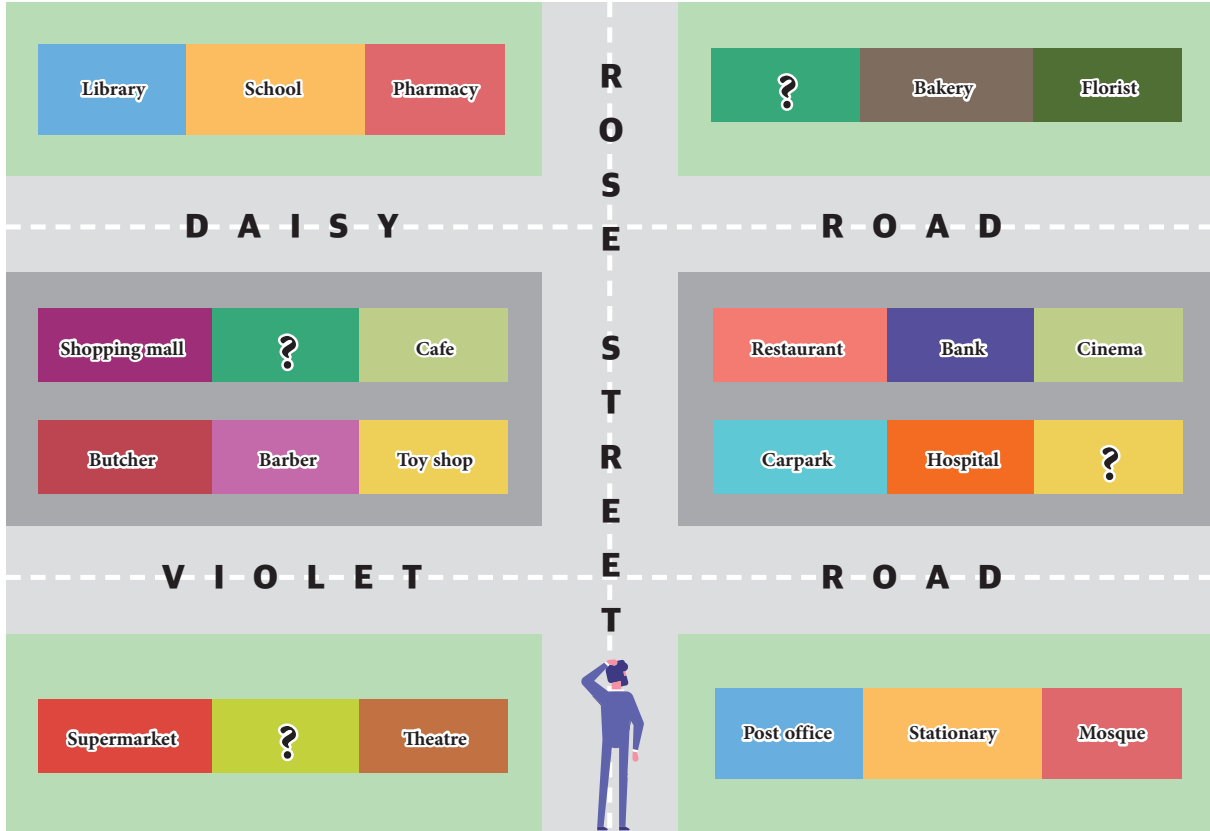 Library School Pharmacy
? Bakery Florist
ROSE STREET
DAISY ROAD
Shopping mall ? Cafe
Restaurant Bank Cinema
Butcher Barber Toy shop
Carpark Hospital ?
VIOLET ROAD
Supermarket ? Theatre
Post office Stationary Mosque